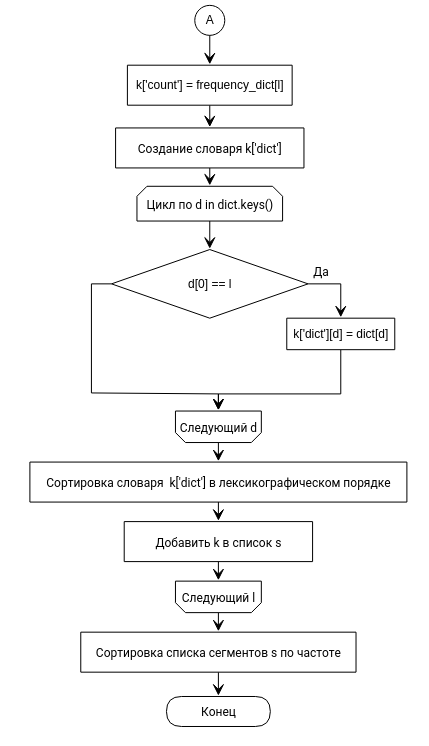 A
k['count'] = frequency_dict[l]
Создание словаря k['dict']
Цикл по d in dict.keys()
Да
d[0] == l
k['dict'][d] = dict[d]
Следующий d
Сортировка словаря  k['dict'] в лексикографическом порядке
Добавить k в список s
Следующий l
Сортировка списка сегментов s по частоте
Конец